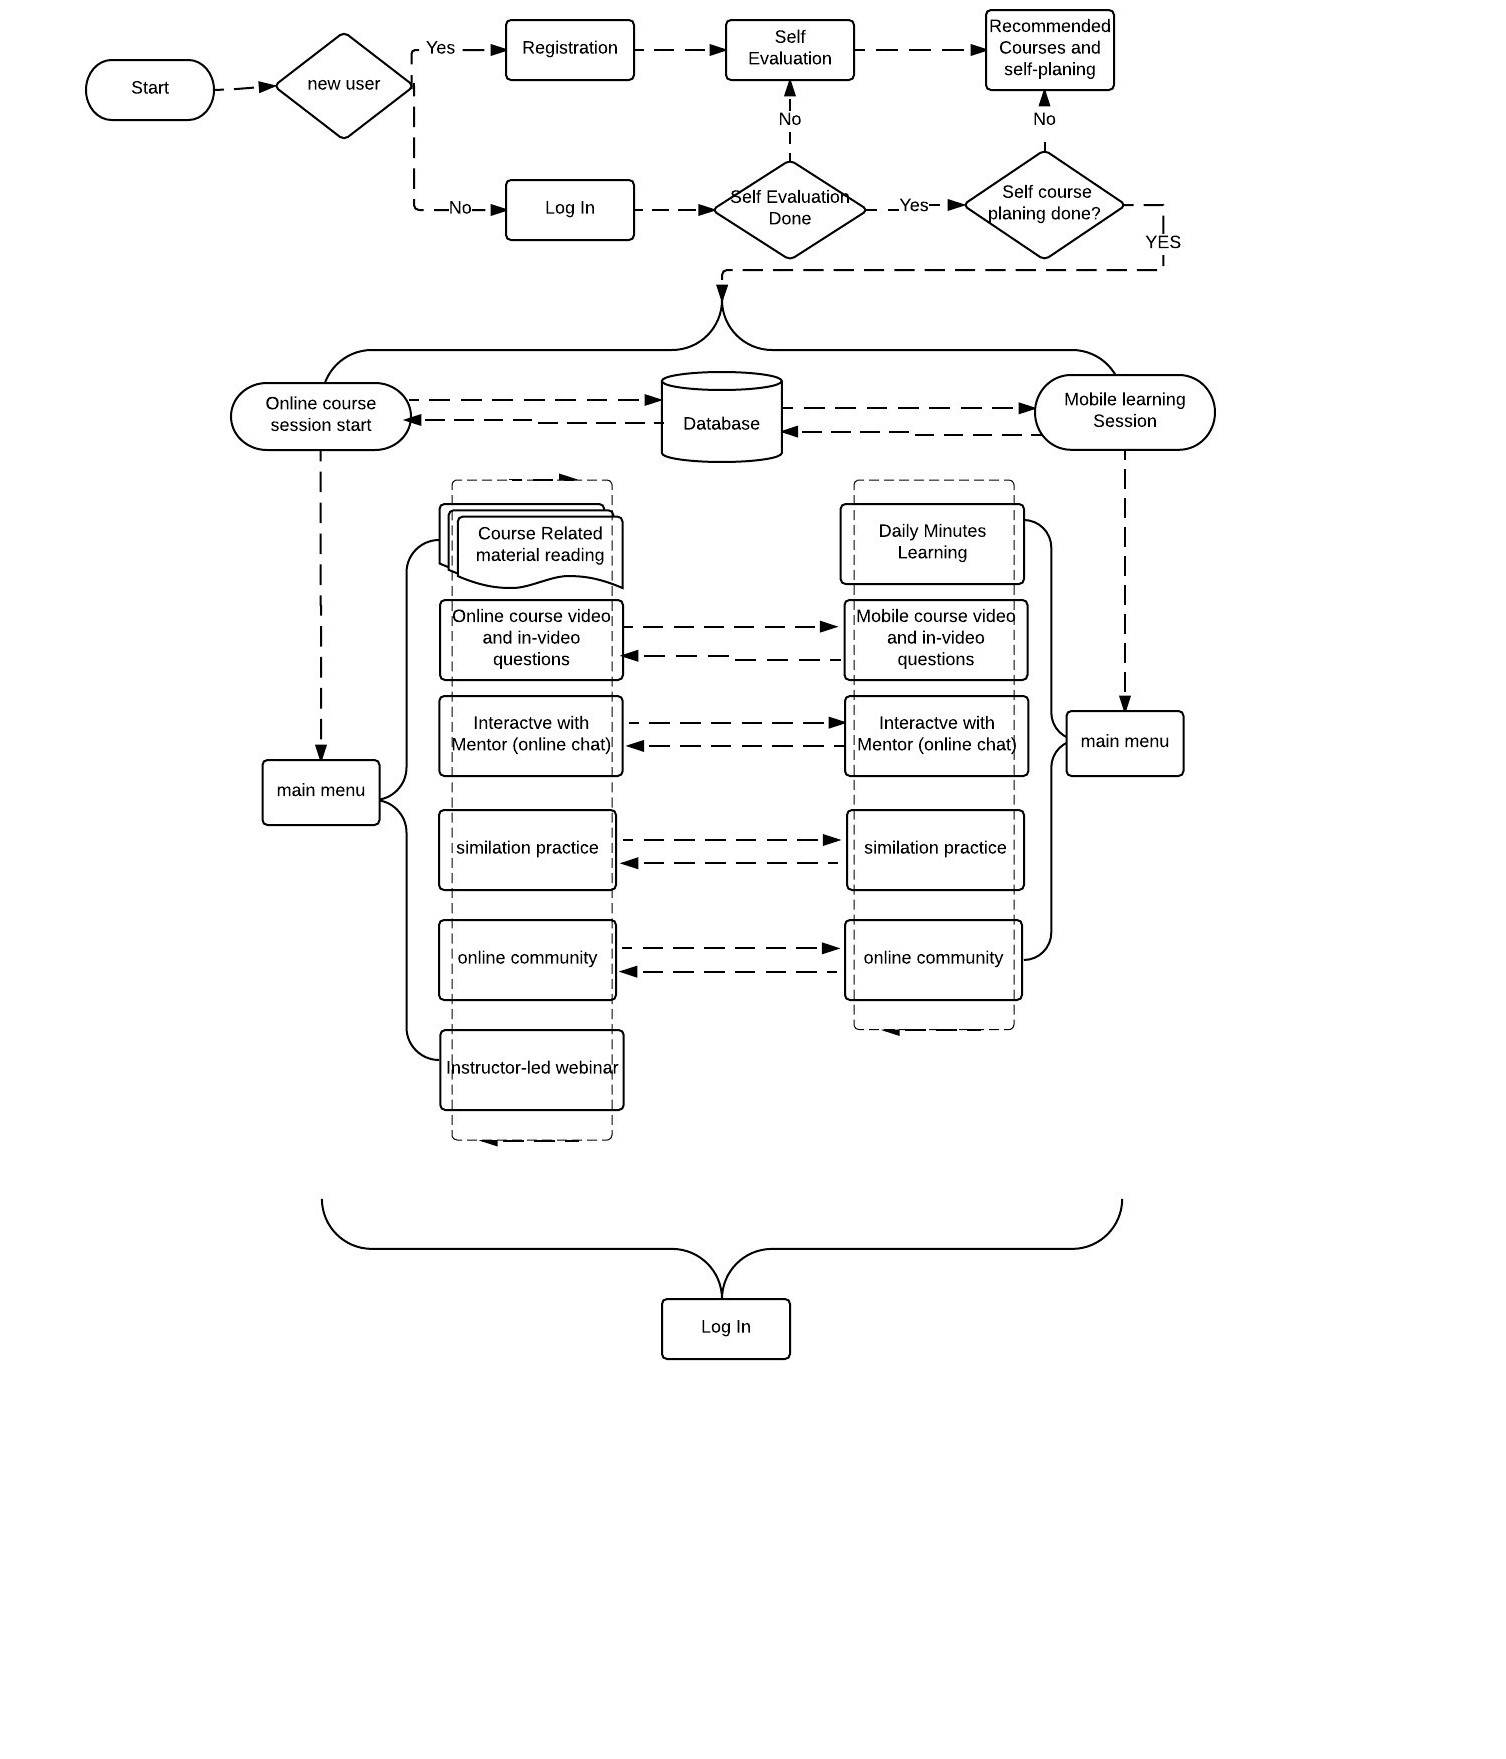 Start
new user
Yes
Registration
Self
Evaluation
Recommended
Courses and
self-planing
No
No
No
Log In
Self Evaluation
Done
Yes
Self course
planing done?
YES
Online course
session start
Database
Mobile learning
Session
Course Related
material reading
Daily Minutes
Learning
Online course video
and in-video
questions
Mobile course video
and in-video
questions
Interactve with
Mentor (online chat)
Interactve with
Mentor (online chat)
main menu
main menu
similation practice
similation practice
online community
online community
Instructor-led webinar
Log In